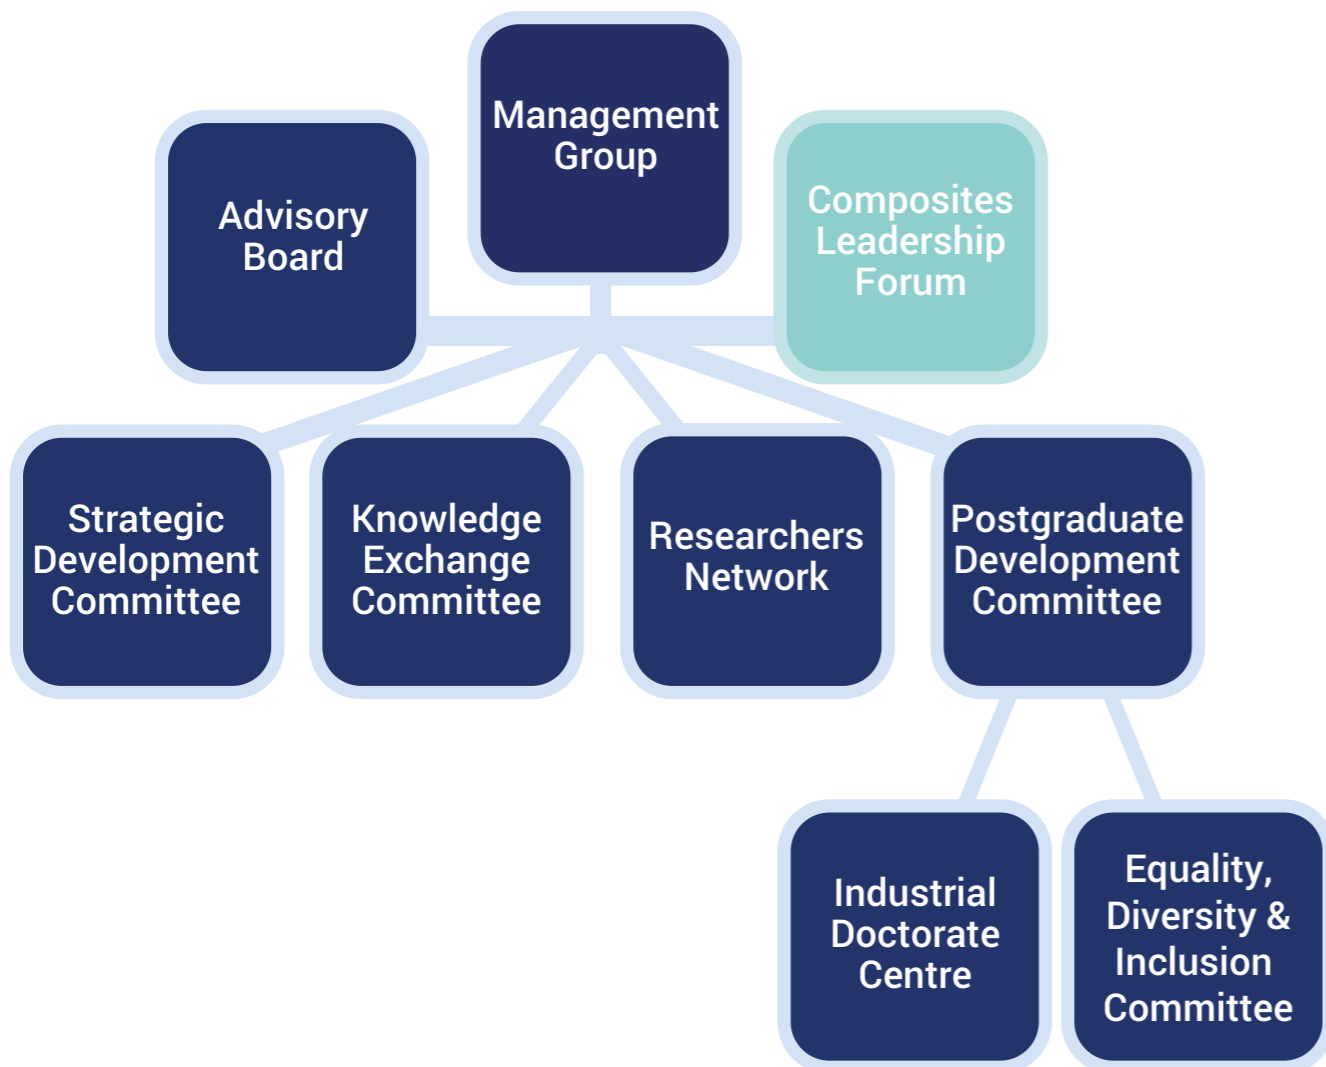 Management
Group
Advisory
Board
Composites
Leadership
Forum
Strategic
Development
Committee
Knowledge
Exchange
Committee
Researchers
Network
Postgraduate
Development
Committee
Industrial
Doctorate
Centre
Equality,
Diversity &
Inclusion
Committee